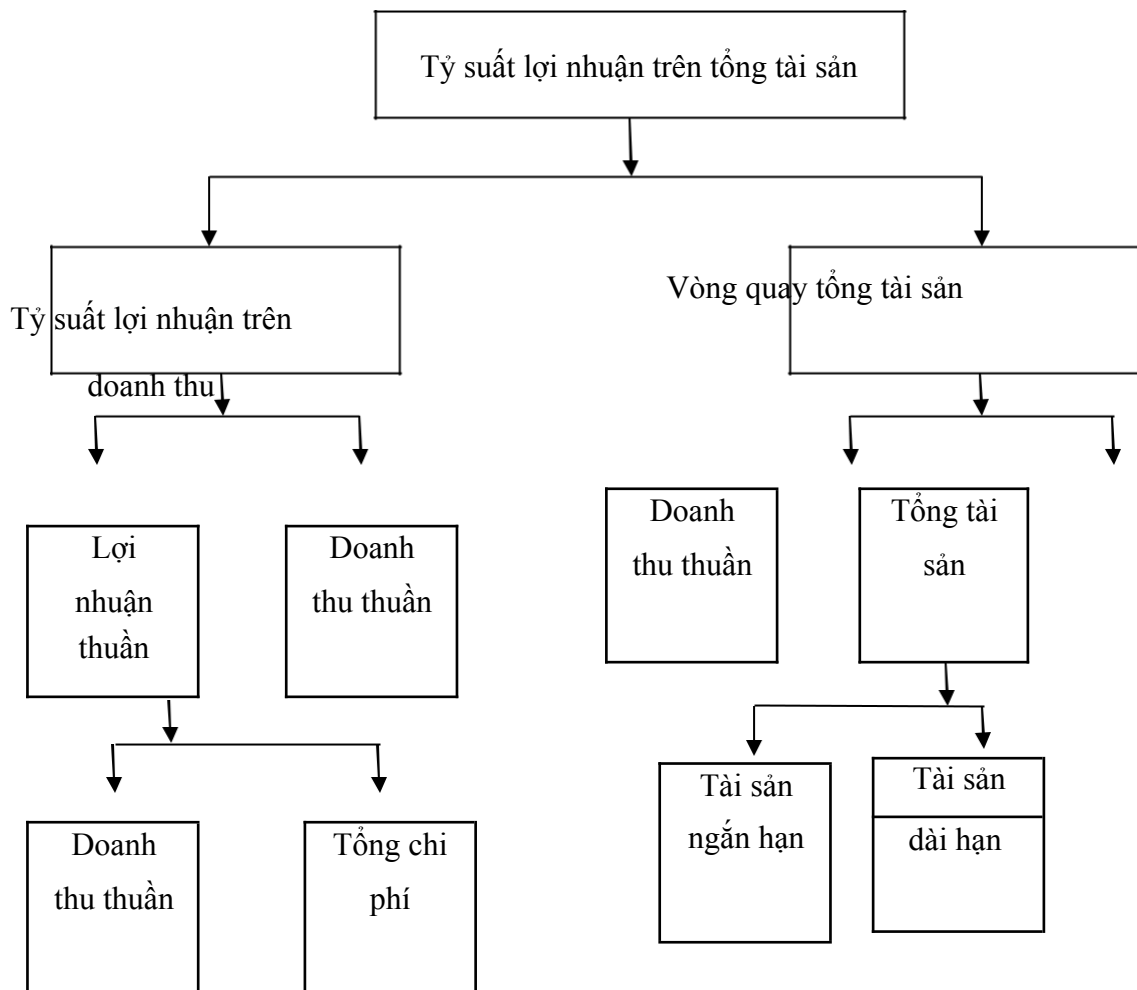 Tỷ suất lợi nhuận trên tổng tài sản
Tỷ suất lợi nhuận trên
doanh thu
Vòng quay tổng tài sản
Lợi
nhuận
thuần
Doanh
thu thuần
Doanh
thu thuần
Tổng tài
sản
Doanh
thu thuần
Tổng chi
phí
Tài sản
ngắn hạn
Tài sản
dài hạn